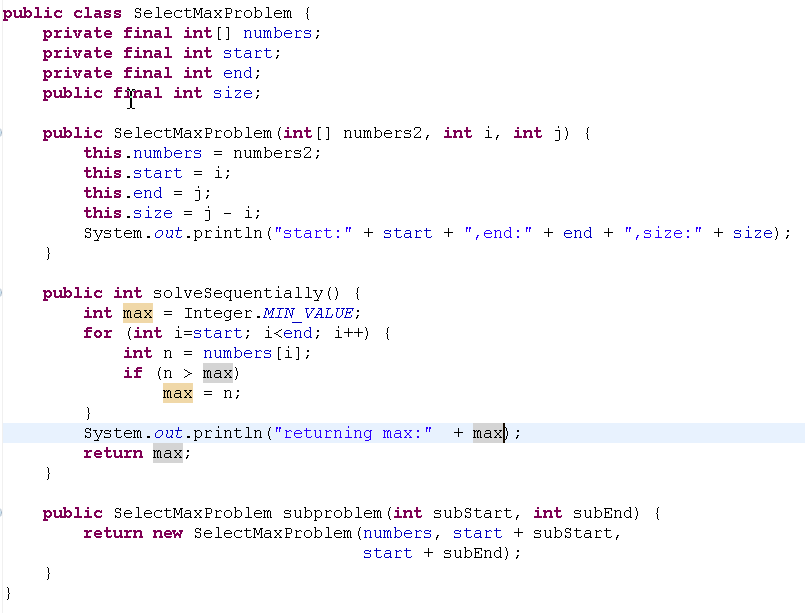 public class SelectMaxProblem {
    private final int[] numbers;
    private final int start;
    private final int end;
    public final int size;

    public SelectMaxProblem(int[] numbers2, int i, int j) {
        this.numbers = numbers2;
        this.start = i;
        this.end = j;
        this.size = j - i;
        System.out.println("start:" + start + ",end:" + end + ",size:" + size);
    }

    public int solveSequentially() {
        int max = Integer.MIN_VALUE;
        for (int i=start; i<end; i++) {
            int n = numbers[i];
            if (n > max)
                max = n;
        }
        System.out.println("returning max:"  + max);
        return max;
    }

    public SelectMaxProblem subproblem(int subStart, int subEnd) {
        return new SelectMaxProblem(numbers, start + subStart,
                                    start + subEnd);
    }
}